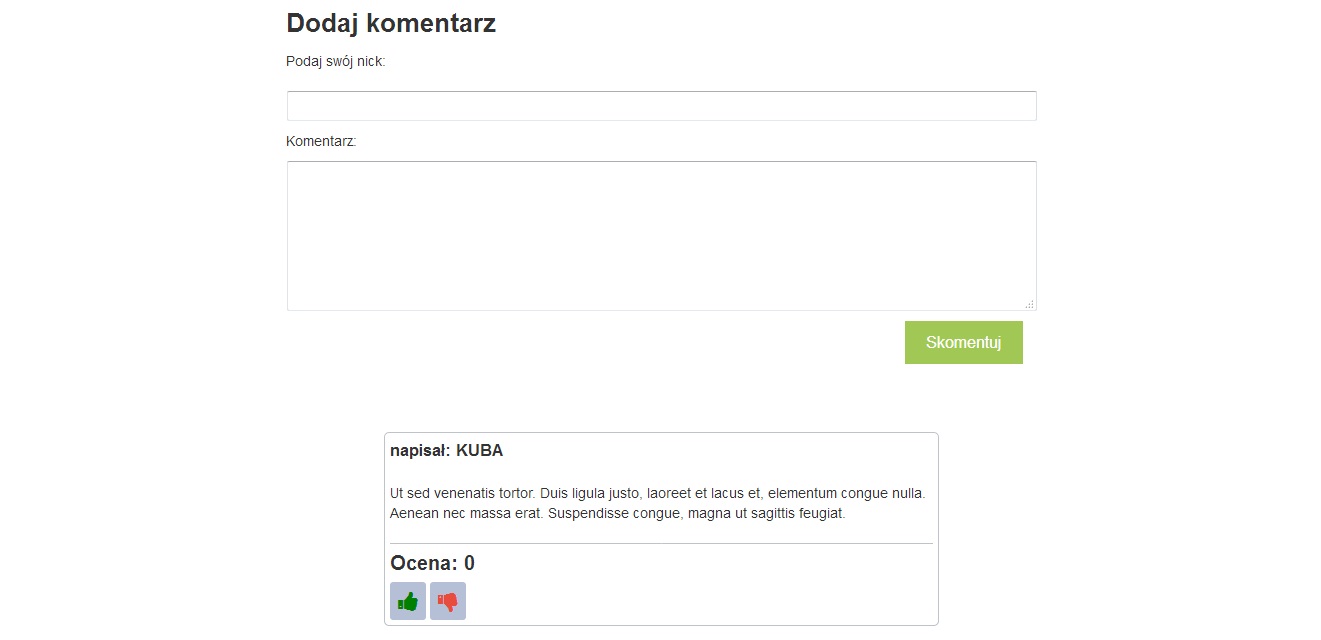 Dodaj komentarz
Podaj swój nick:
Komentarz:
Skomentuj
napisał: KUBA
Ut sed venenatis tortor. Duis ligula justo, laoreet et lacus et, elementum congue nulla.
Aenean nec massa erat. Suspendisse congue, magna ut sagittis feugiat.
Ocena: 0